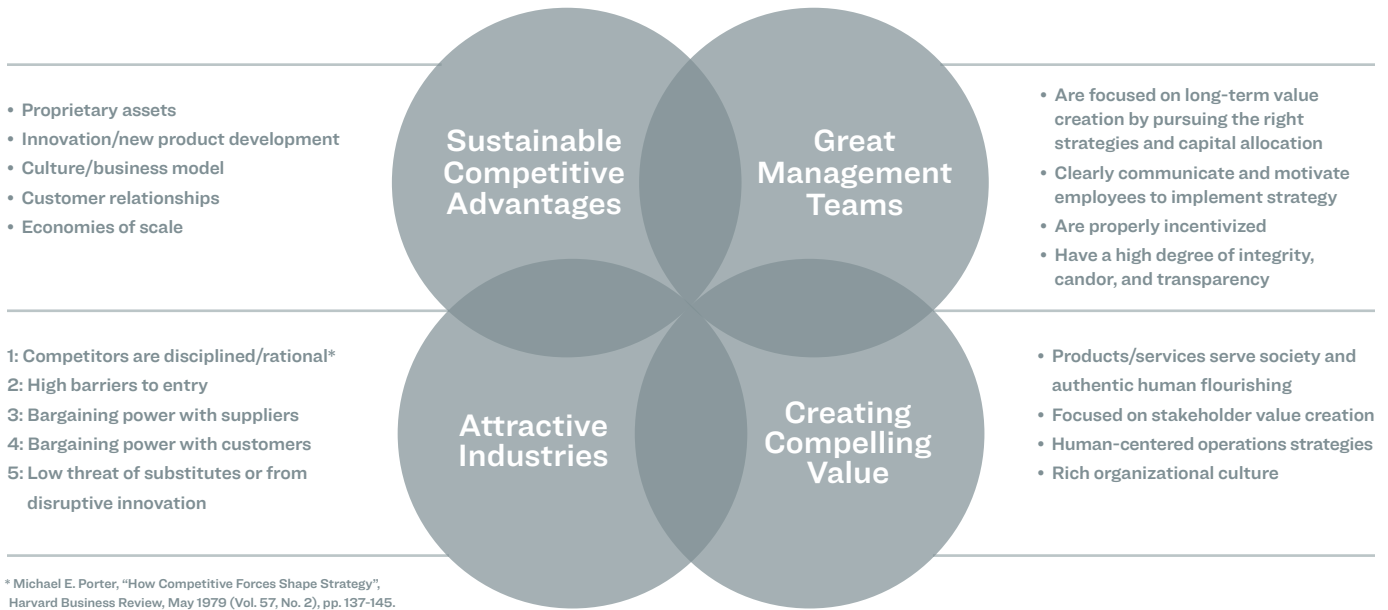 • Proprietary assets
• Innovation/new product development
• Culture/business model
• Customer relationships
• Economies of scale
Sustainable
Competitive
Advantages
Great
Management
Teams
• Are focused on long-term value
creation by pursuing the right
strategies and capital allocation
• Clearly communicate and motivate
employees to implement strategy
• Are properly incentivized
• Have a high degree of integrity,
candor, and transparency
1: Competitors are disciplined/rational*
2: High barriers to entry
3: Bargaining power with suppliers
4: Bargaining power with customers
5: Low threat of substitutes or from
disruptive innovation
Attractive
Industries
Creating
Compelling
Value
• Products/services serve society and
authentic human flourishing
• Focused on stakeholder value creation
• Human-centered operations strategies
• Rich organizational culture
* Michael E. Porter, “How Competitive Forces Shape Strategy”,
Harvard Business Review, May 1979 (Vol. 57, No. 2), pp. 137-145.